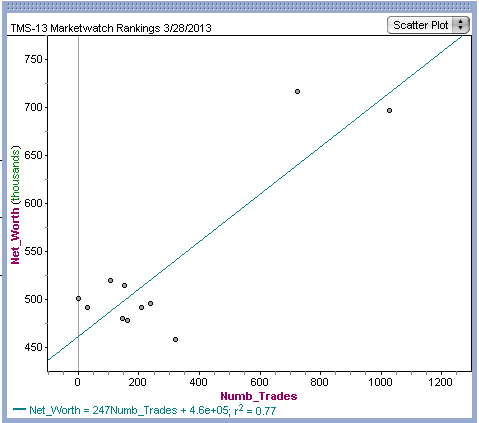 TMS-13 Marketwatch Rankings 3/28/2013
Scatter Plot
Net_Worth (thousands)
750
700
650
600
550
500
450
0 200 400 600 800 1000 1200
Numb_Trades
Net_Worth = 247Numb_Trades + 4.6e+05; r² = 0.77